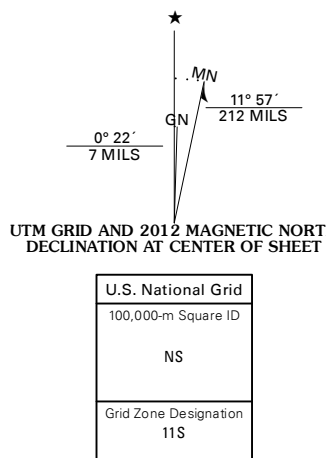 ★
MN
GN
11° 57´
212 MILS
0° 22´
7 MILS
UTM GRID AND 2012 MAGNETIC NORT
DECLINATION AT CENTER OF SHEET
U.S. National Grid
100,000-m Square ID
NS
Grid Zone Designation
11S